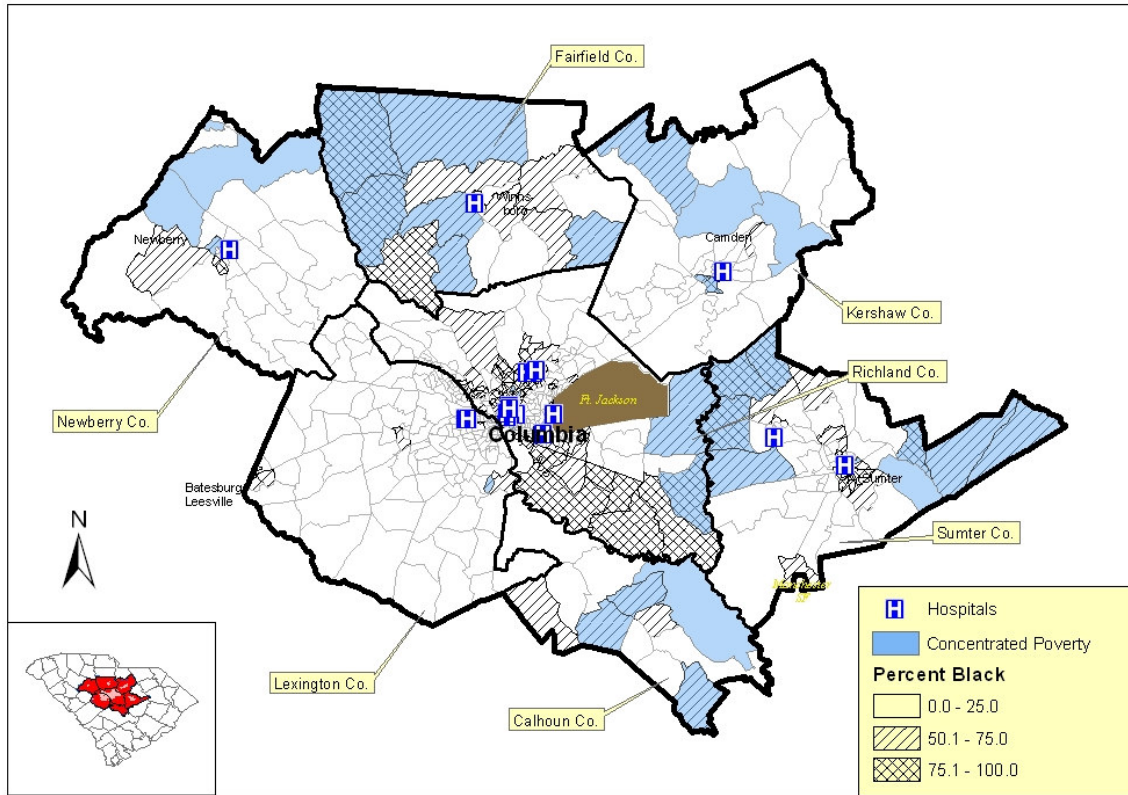 Fairfield Co.
Winns
boro
Newberry
Camden
Kershaw Co.
Richland Co.
Ft. Jackson
Newberry Co.
Columbia
Batesburg
Leesville
Sumter
N
Sumter Co.
Lexington Co.
Calhoun Co.
H Hospitals
Concentrated Poverty
Percent Black
0.0 - 25.0
50.1 - 75.0
75.1 - 100.0